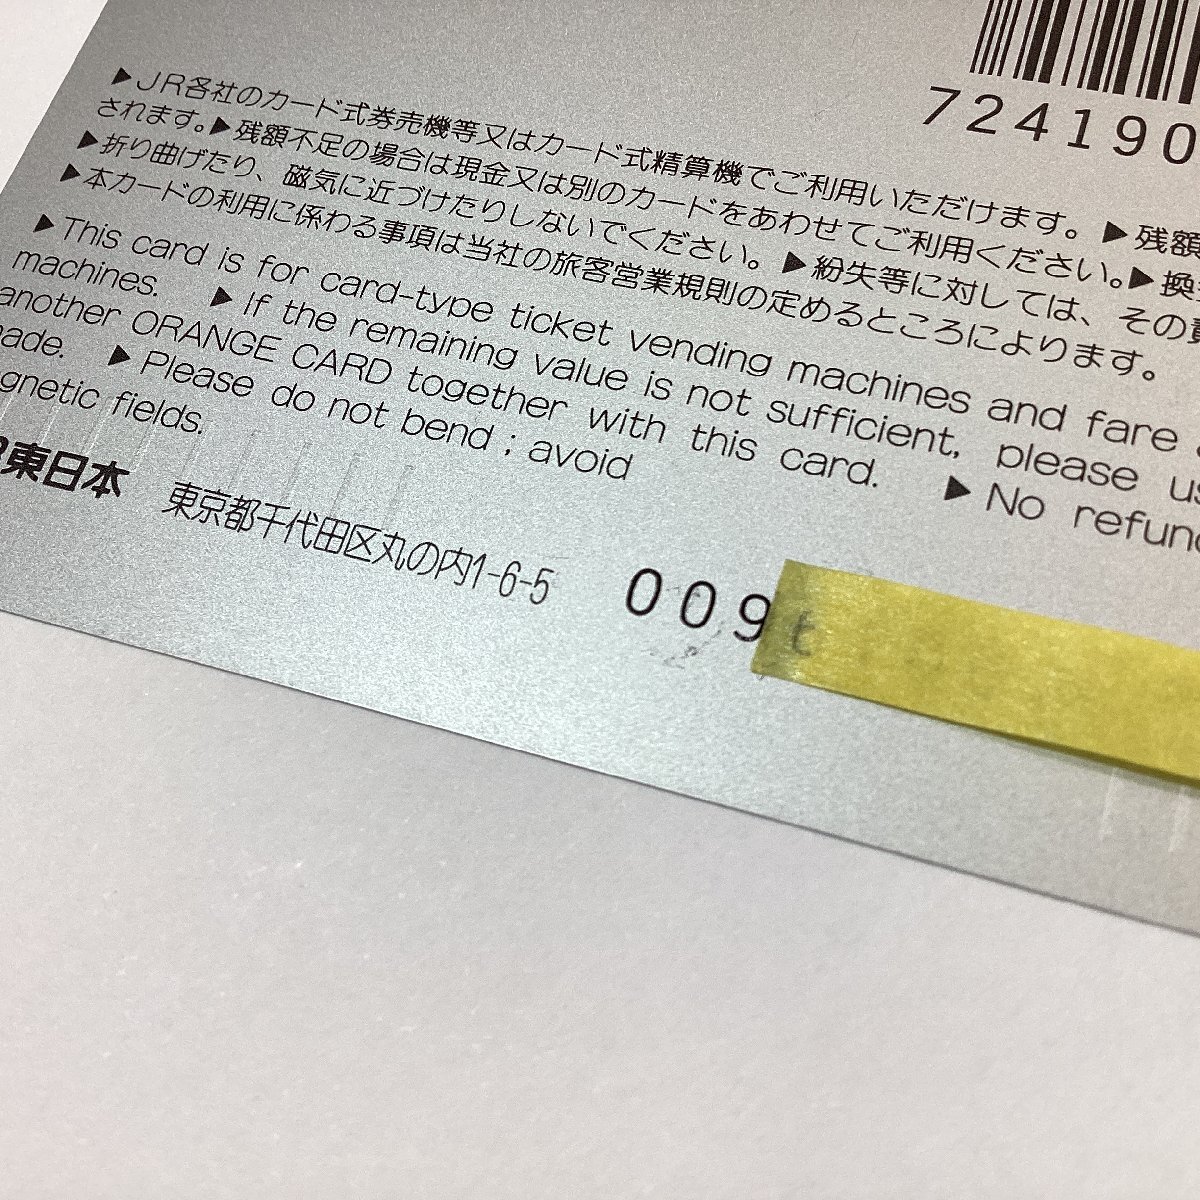 724190
▶JR各社のカード式券売機等又はカード式精算機でご利用いただけます。▶残額
されます。▶残額不足の場合は現金又は別のカードをあわせてご利用ください。▶換
▶折り曲げたり、磁気に近づけたりしないでください。▶紛失等に対しては、その
▶本カードの利用に係わる事項は当社の旅客営業規則の定めるところによります。
▶This card is for card-type ticket vending machines and fare
machines. ▶If the remaining value is not sufficient, please
another ORANGE CARD together with this card. ▶No
▶Please do not bend ; avoid
fields.
東日本 東京都千代田区丸の内1-6-5 009